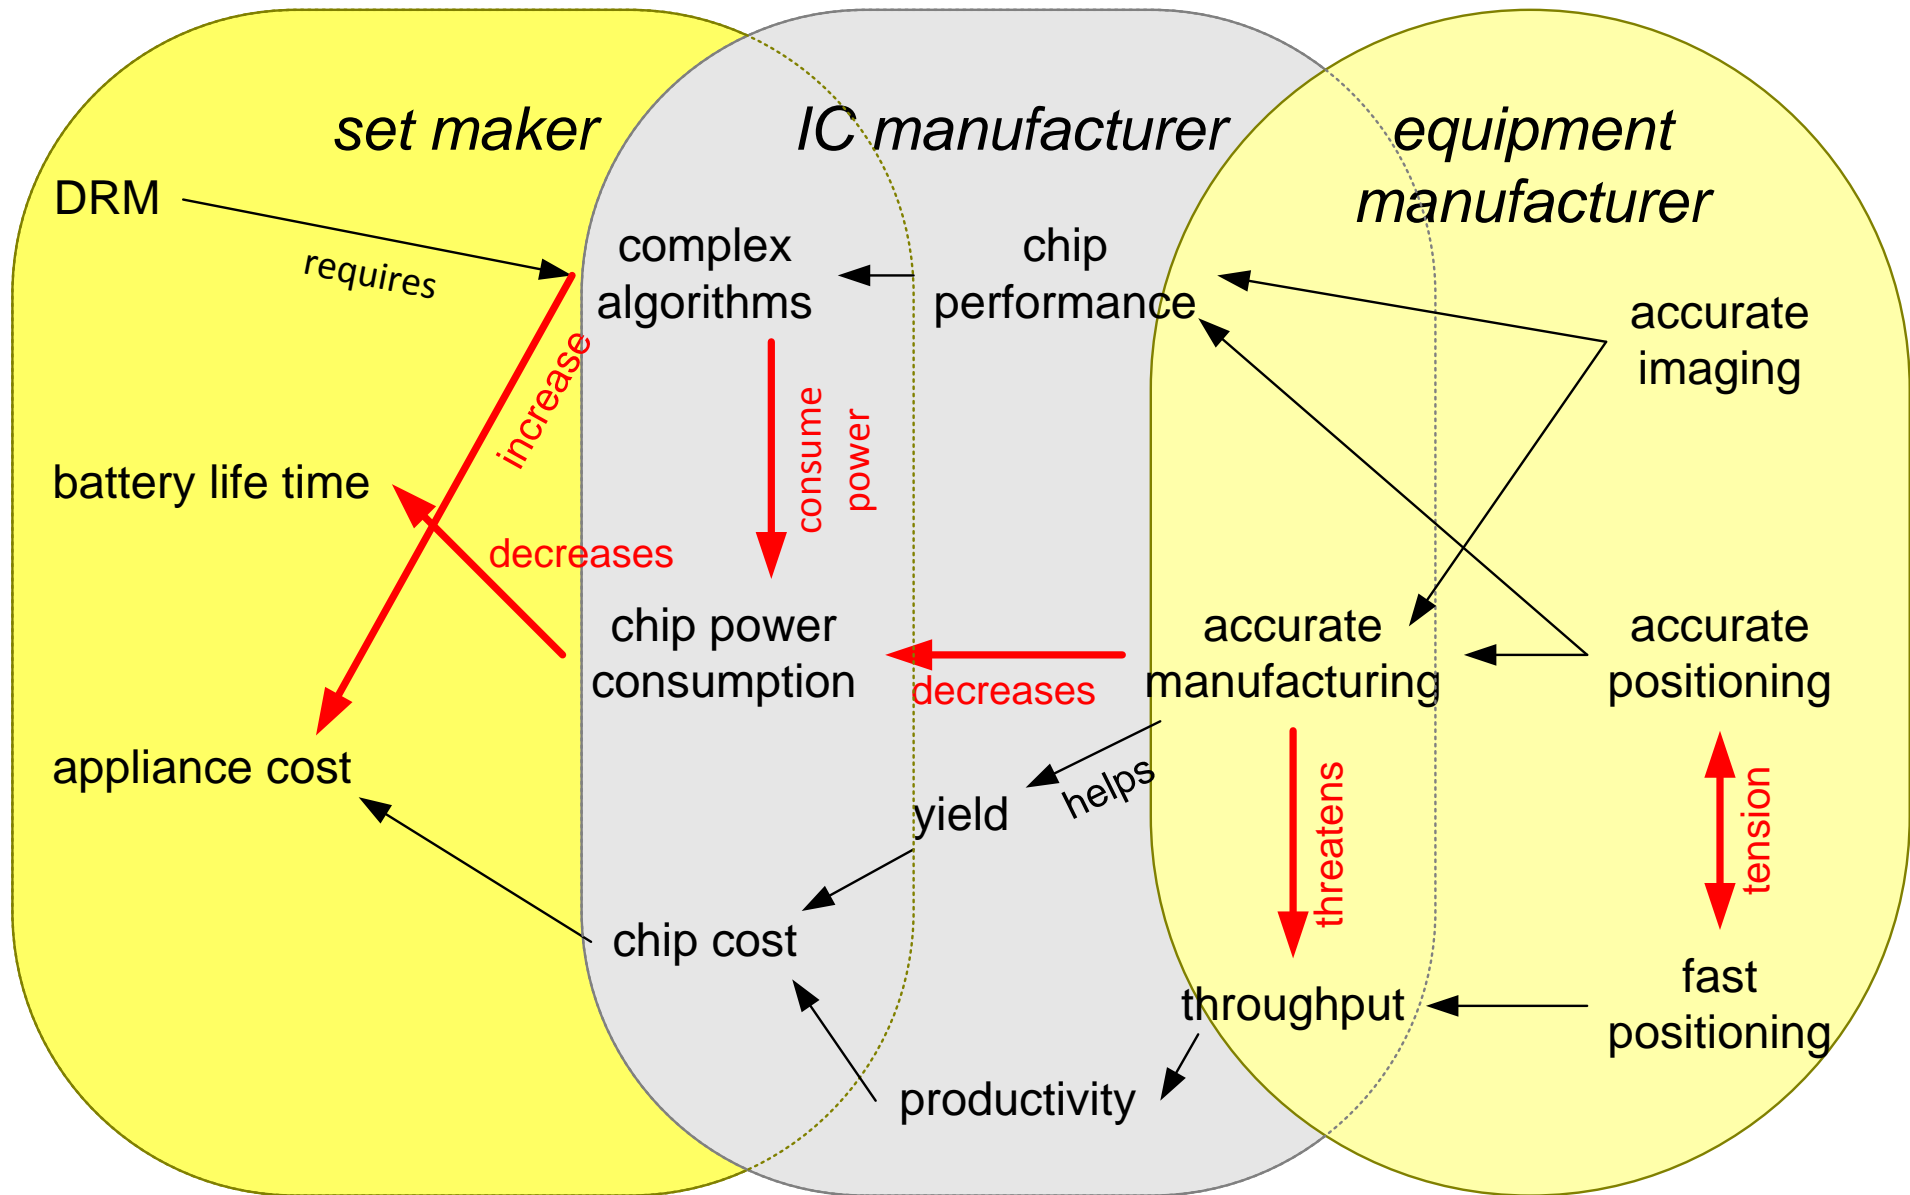 set maker
IC manufacturer
equipment
manufacturer
DRM
requires
complex
algorithms
chip
performance
accurate
imaging
increase
consume
power
battery life time
decreases
chip power
consumption
decreases
accurate
manufacturing
accurate
positioning
appliance cost
yield
helps
threatens
tension
chip cost
throughput
fast
positioning
productivity